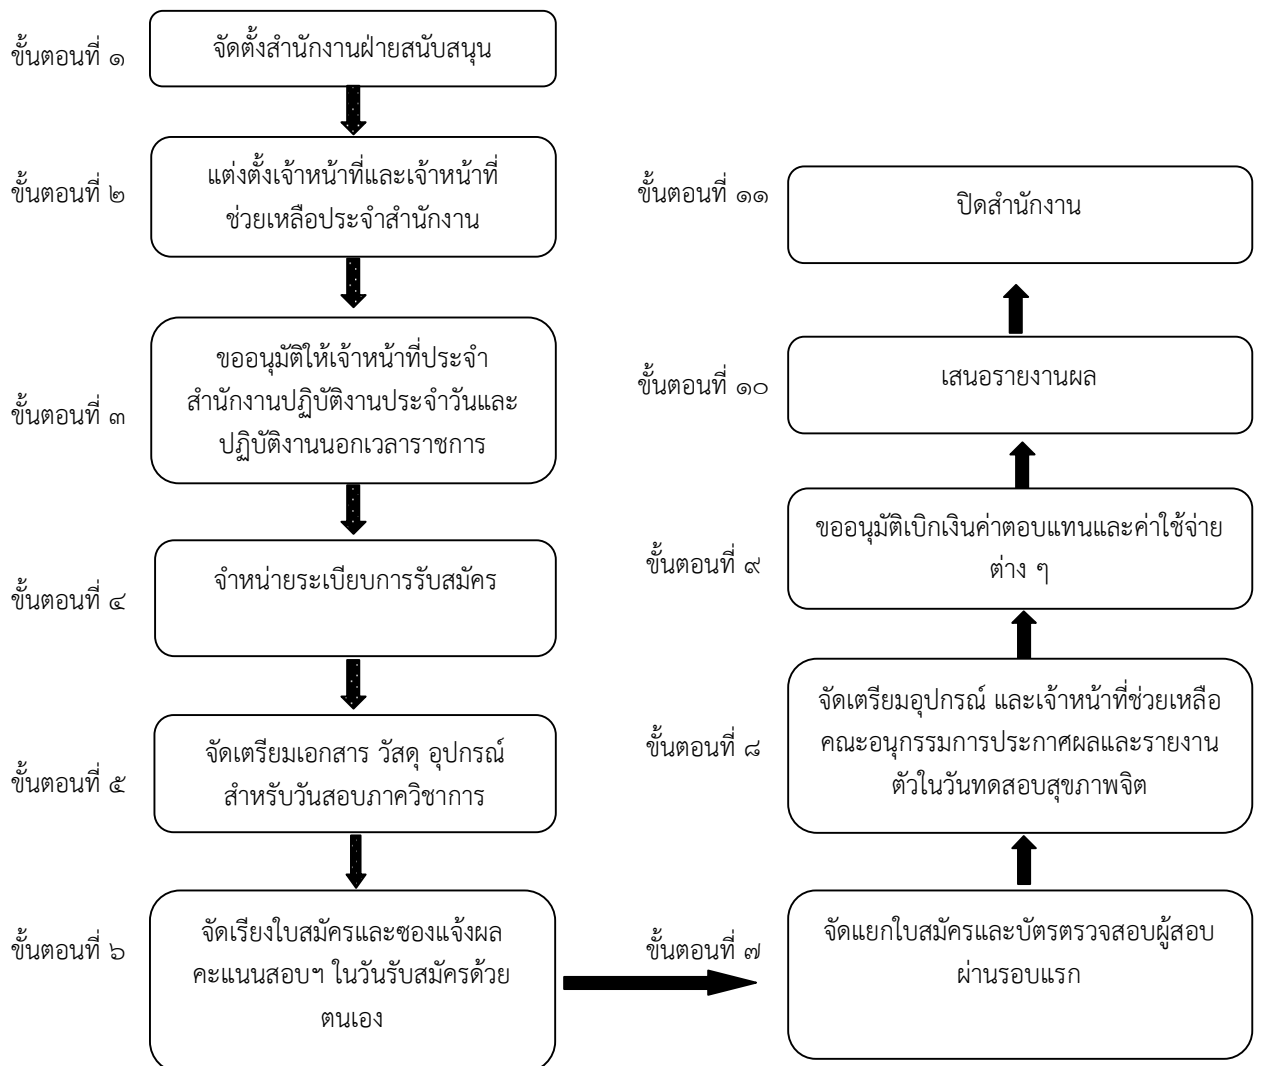 ขั้นตอนที่ ๑
จัดตั้งสำนักงานฝ่ายสนับสนุน
ขั้นตอนที่ ๒
แต่งตั้งเจ้าหน้าที่และเจ้าหน้าที่
ช่วยเหลือประจำสำนักงาน
ขั้นตอนที่ ๓
ขออนุมัติให้เจ้าหน้าที่ประจำ
สำนักงานปฏิบัติงานประจำวันและ
ปฏิบัติงานนอกเวลาราชการ
ขั้นตอนที่ ๔
จำหน่ายระเบียบการรับสมัคร
ขั้นตอนที่ ๕
จัดเตรียมเอกสาร วัสดุ อุปกรณ์
สำหรับวันสอบภาควิชาการ
ขั้นตอนที่ ๖
จัดเรียงใบสมัครและซองแจ้งผล
คะแนนสอบฯ ในวันรับสมัครด้วย
ตนเอง
ขั้นตอนที่ ๗
จัดแยกใบสมัครและบัตรตรวจสอบผู้สอบ
ผ่านรอบแรก
ขั้นตอนที่ ๘
จัดเตรียมอุปกรณ์ และเจ้าหน้าที่ช่วยเหลือ
คณะอนุกรรมการประกาศผลและรายงาน
ตัวในวันทดสอบสุขภาพจิต
ขั้นตอนที่ ๙
ขออนุมัติเบิกเงินค่าตอบแทนและค่าใช้จ่าย
ต่าง ๆ
ขั้นตอนที่ ๑๐
เสนอรายงานผล
ขั้นตอนที่ ๑๑
ปิดสำนักงาน